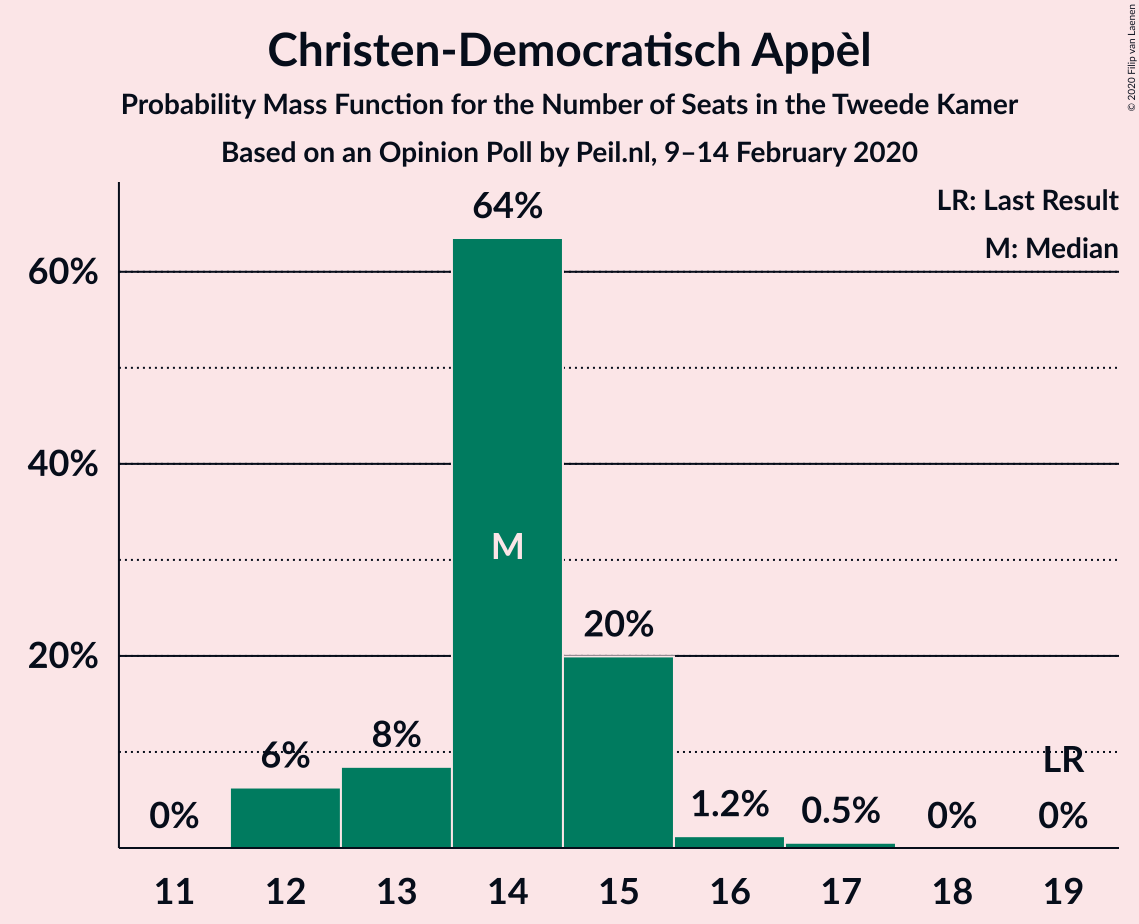 Christen-Democratisch Appèl
Probability Mass Function for the Number of Seats in the Tweede Kamer
Based on an Opinion Poll by Peil.nl, 9–14 February 2020
© 2020 Filip van Laenen
LR: Last Result
M: Median
64%
60%
40%
M
20%
20%
8%
6%
LR
0%
1.2%
0.5%
0%
0%
11 12 13 14 15 16 17 18 19